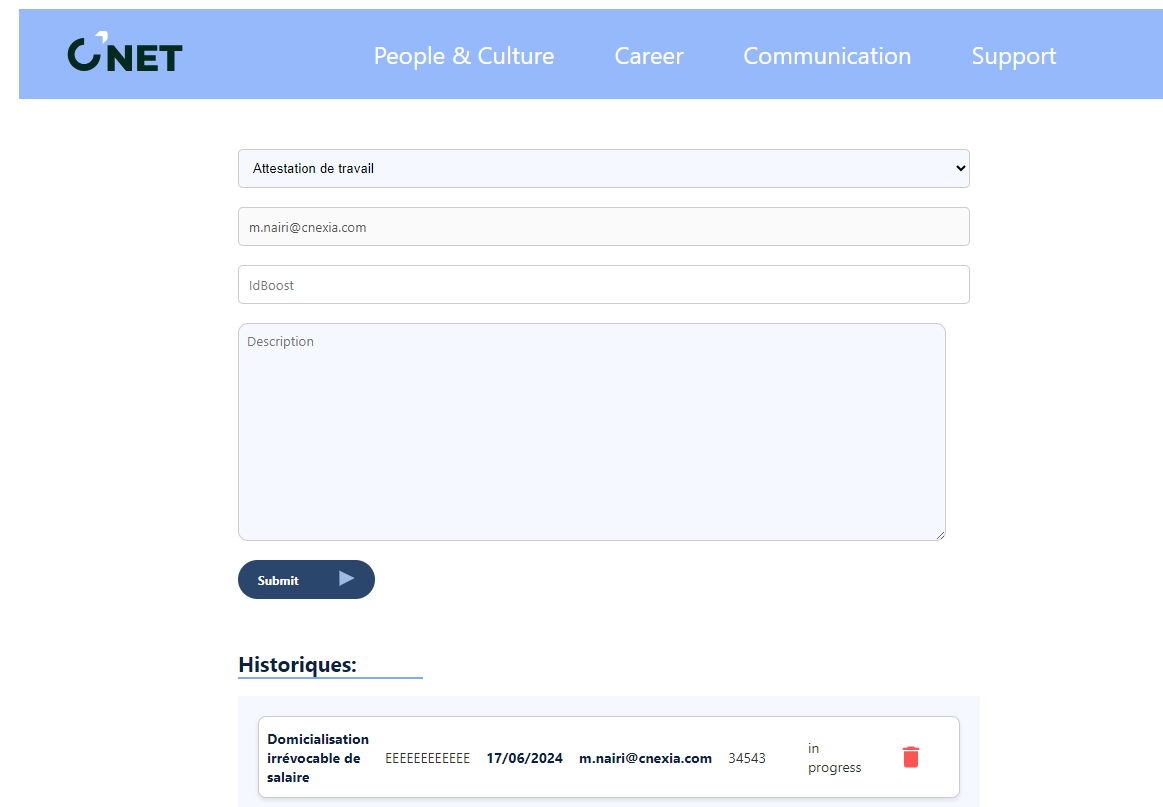 CNET
People & Culture
Career
Communication
Support
Attestation de travail
m.nairi@cnexia.com
IdBoost
Description
Submit
Historiques:
Domicialisation
irrévocable de
salaire
EEEEEEEEEEEE
17/06/2024
m.nairi@cnexia.com
34543
in
progress